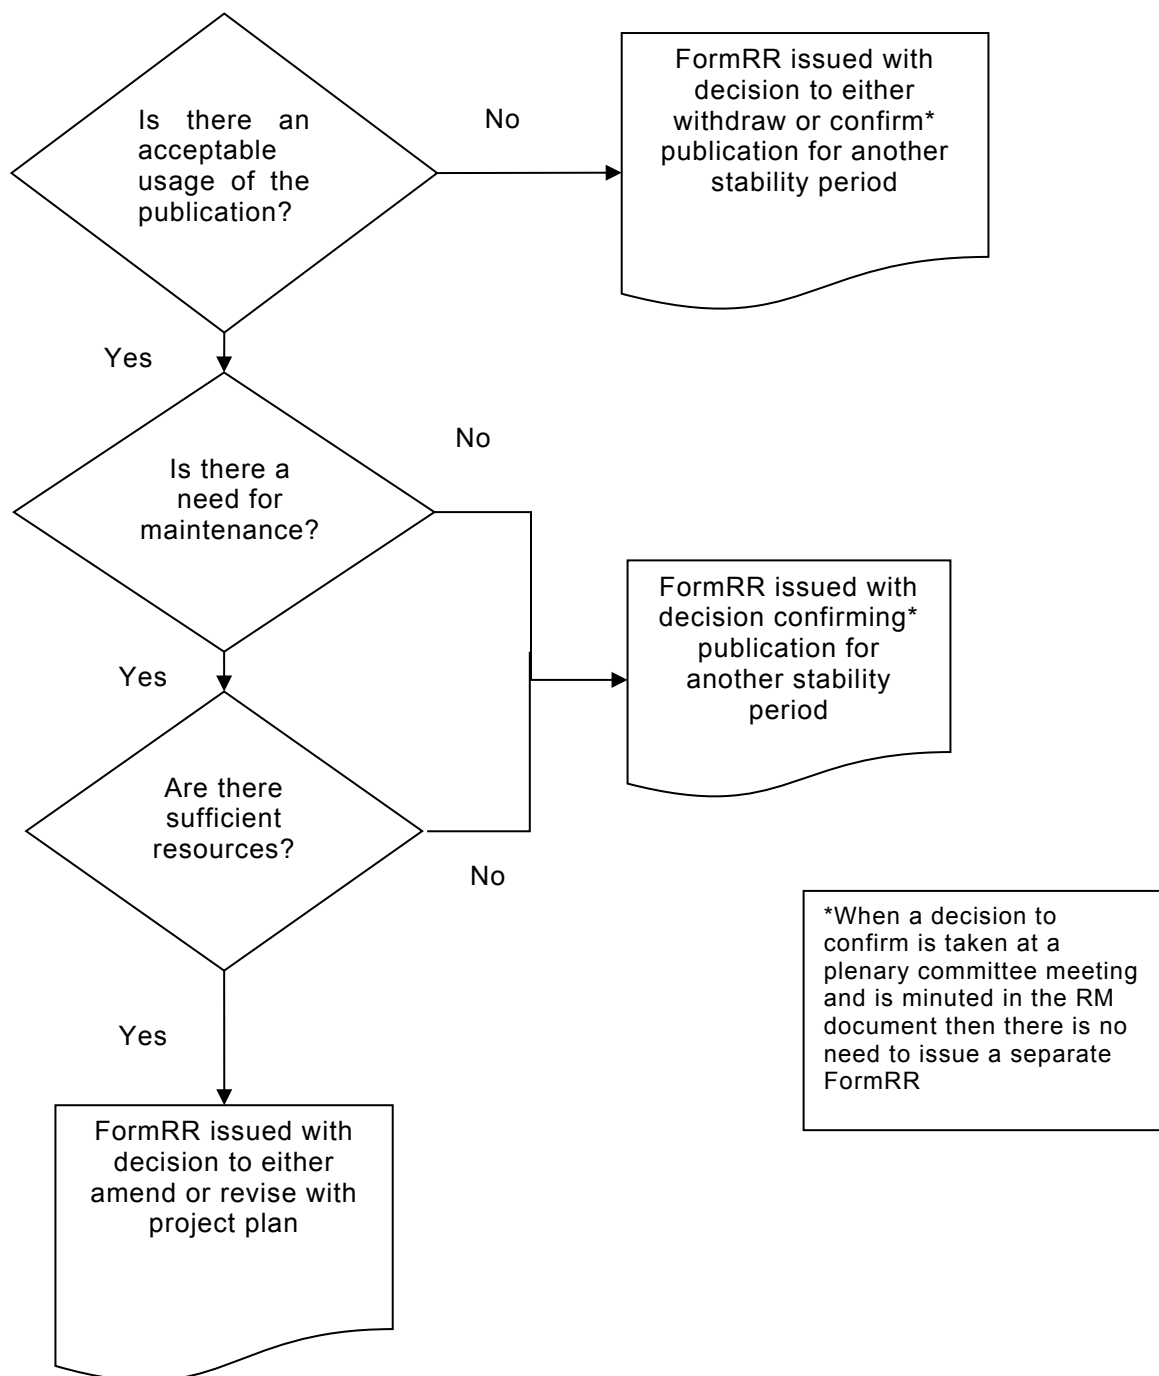 Is there an
acceptable
usage of the
publication?
No
FormRR issued with
decision to either
withdraw or confirm*
publication for another
stability period
Yes
Is there a
need for
maintenance?
No
FormRR issued with
decision confirming*
publication for
another stability
period
Yes
Are there
sufficient
resources?
No
*When a decision to
confirm is taken at a
plenary committee meeting
and is minuted in the RM
document then there is no
need to issue a separate
FormRR
Yes
FormRR issued with
decision to either
amend or revise with
project plan